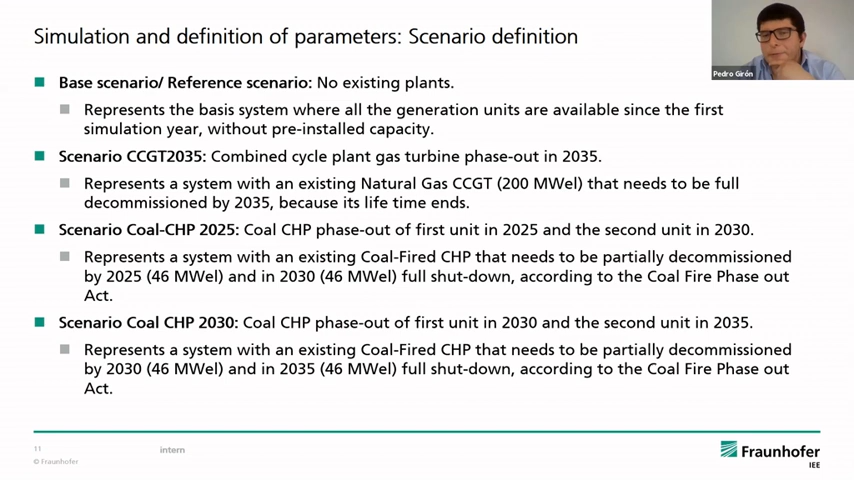 Simulation and definition of parameters: Scenario definition
Pedro Girón
Base scenario/ Reference scenario: No existing plants.
Represents the basis system where all the generation units are available since the first
simulation year, without pre-installed capacity.
Scenario CCGT2035: Combined cycle plant gas turbine phase-out in 2035.
Represents a system with an existing Natural Gas CCGT (200 MWel) that needs to be full
decommissioned by 2035, because its life time ends.
Scenario Coal-CHP 2025: Coal CHP phase-out of first unit in 2025 and the second unit in 2030.
Represents a system with an existing Coal-Fired CHP that needs to be partially decommissioned
by 2025 (46 MWel) and in 2030 (46 MWel) full shut-down, according to the Coal Fire Phase out
Act.
Scenario Coal CHP 2030: Coal CHP phase-out of first unit in 2030 and the second unit in 2035.
Represents a system with an existing Coal-Fired CHP that needs to be partially decommissioned
by 2030 (46 MWel) and in 2035 (46 MWel) full shut-down, according to the Coal Fire Phase out
Act.
11
intern
© Fraunhofer
Fraunhofer
IEE